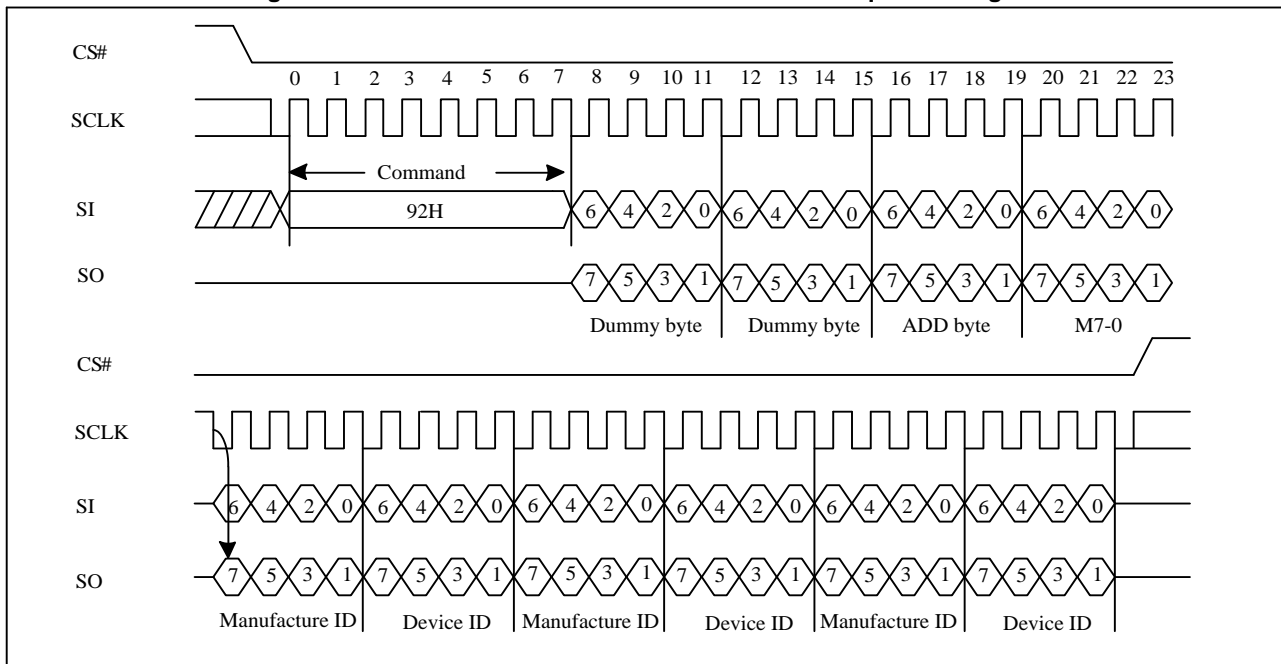 CS#
0 1 2 3 4 5 6 7 8 9 10 11 12 13 14 15 16 17 18 19 20 21 22 23
SCLK
Command
SI 92H 6 4 2 0 6 4 2 0 6 4 2 0 6 4 2 0
SO 7 5 3 1 7 5 3 1 7 5 3 1 7 5 3 1
Dummy byte Dummy byte ADD byte M7-0
CS#
SCLK
SI 6 4 2 0 6 4 2 0 6 4 2 0 6 4 2 0 6 4 2 0 6 4 2 0
SO 7 5 3 1 7 5 3 1 7 5 3 1 7 5 3 1 7 5 3 1 7 5 3 1
Manufacture ID Device ID Manufacture ID Device ID Manufacture ID Device ID